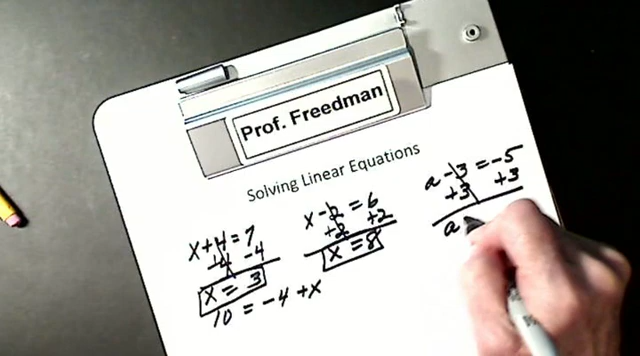 Prof. Freedman
Solving Linear Equations
x+4=7
-4 -4
x = 3
10 = -4 +x
x-2=6
+2 +2
x = 8
a-3=-5
+3 +3
a